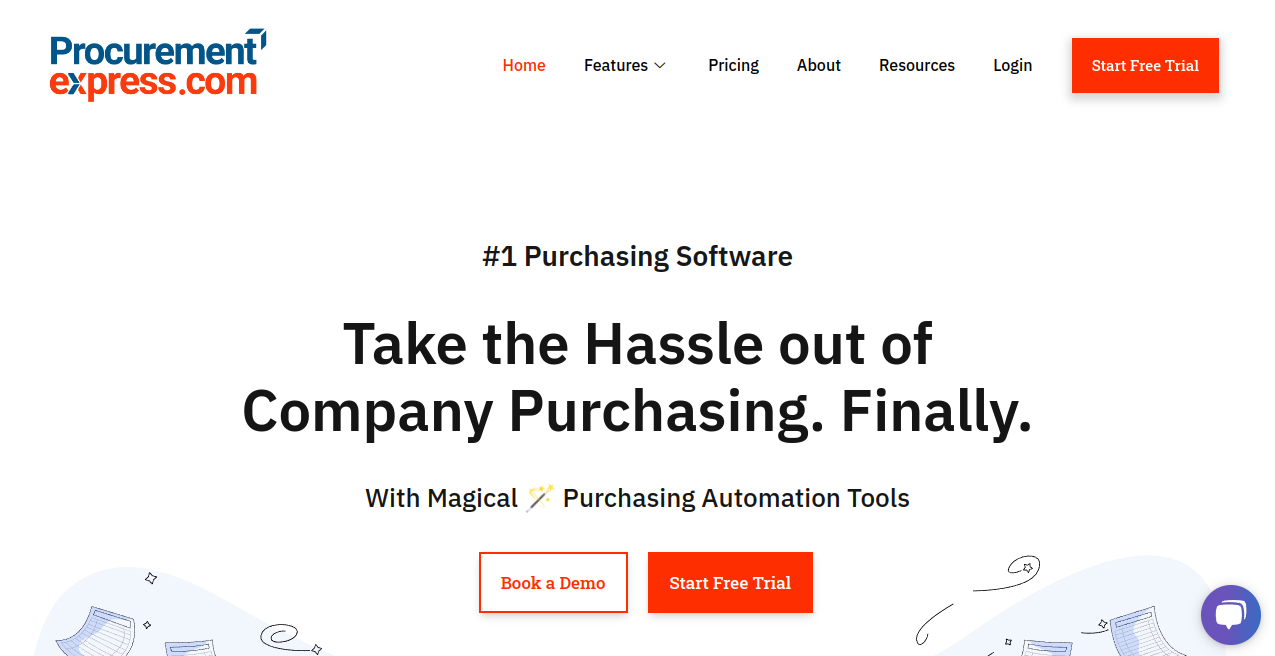 Procurement
express.com
Home
Features
Pricing
About
Resources
Login
Start Free Trial
#1 Purchasing Software
Take the Hassle out of
Company Purchasing. Finally.
With Magical 🪄 Purchasing Automation Tools
Book a Demo
Start Free Trial